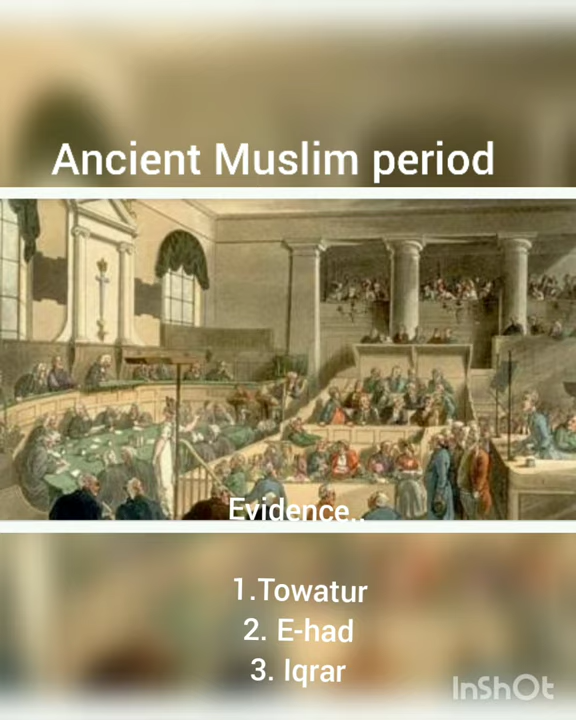 Ancient Muslim period
Evidence..
1.Towatur
2. E-had
3. Iqrar
InShOt